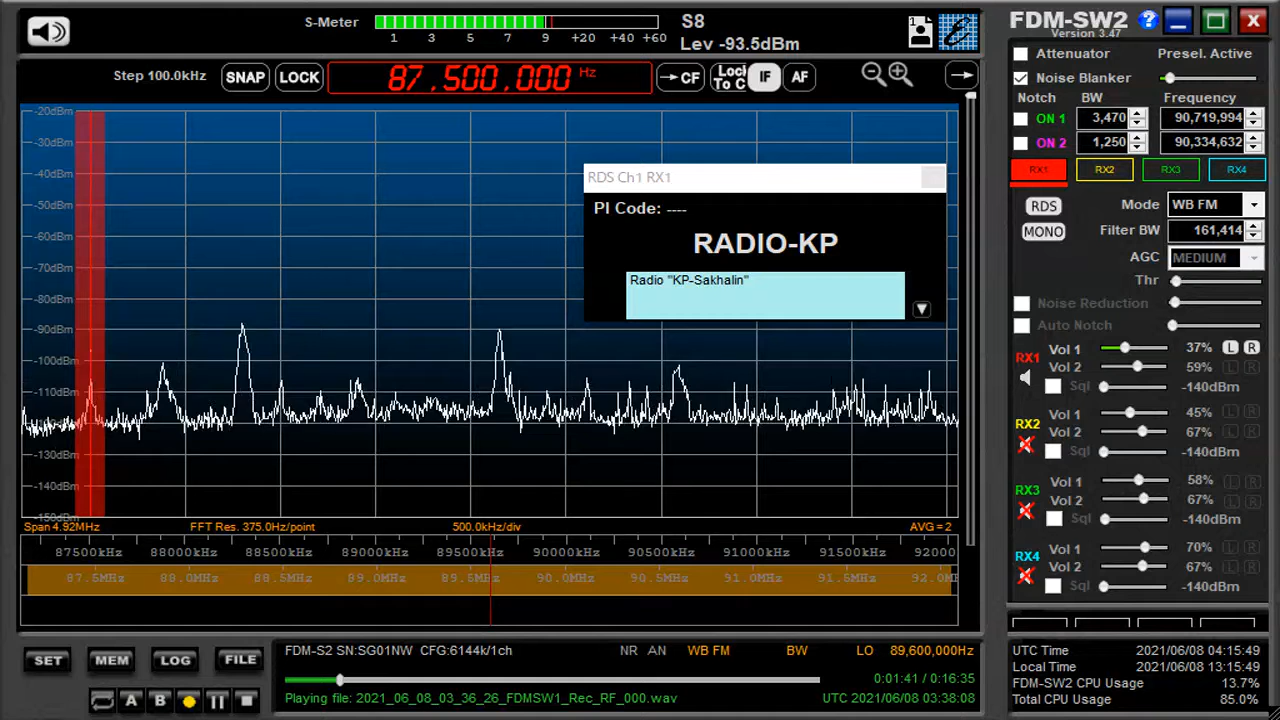 S-Meter
1 3 5 7 9 +20 +40 +60
S8
Lev -93.5dBm
FDM-SW2
Version 3.47
Step 100.0kHz
SNAP
LOCK
87.500.000 Hz
→CF
IF
AF
-20dBm
-30dBm
-40dBm
-50dBm
-60dBm
-70dBm
-80dBm
-90dBm
-100dBm
-110dBm
-120dBm
-130dBm
-140dBm
-150dBm
RDS Ch1 RX1
PI Code: ----
RADIO-KP
Radio "KP-Sakhalin"
Span 4.92MHz
FFT Res. 375.0Hz/point
500.0kHz/div
AVG=2
87500kHz 88000kHz 88500kHz 89000kHz 89500kHz 90000kHz 90500kHz 91000kHz 91500kHz 92000
87.5MHz 88.0MHz 88.5MHz 89.0MHz 89.5MHz 90.0MHz 90.5MHz 91.0MHz 91.5MHz 92.0M
SET
MEM
LOG
FILE
A
B
FDM-S2 SN:SG01NW CFG:6144k/1ch
NR AN
WB FM
BW
LO 89,600,000Hz
0:01:41 / 0:16:35
Playing file: 2021_06_08_03_36_26_FDMSW1_Rec_RF_000.wav
UTC 2021/06/08 03:38:08
Attenuator
Presel. Active
Noise Blanker
Notch BW Frequency
ON 1 3,470 90,719,994
ON 2 1,250 90,334,632
RX1 RX2 RX3 RX4
RDS Mode WB FM
MONO Filter BW 161,414
AGC MEDIUM
Thr
Noise Reduction
Auto Notch
RX1 Vol 1 37% L R
Vol 2 59% L R
Sql -140dBm
RX2 Vol 1 45% L R
Vol 2 67% L R
Sql -140dBm
RX3 Vol 1 58% L R
Vol 2 67% L R
Sql -140dBm
RX4 Vol 1 70% L R
Vol 2 67% L R
Sql -140dBm
UTC Time 2021/06/08 04:15:49
Local Time 2021/06/08 13:15:49
FDM-SW2 CPU Usage 13.7%
Total CPU Usage 85.0%